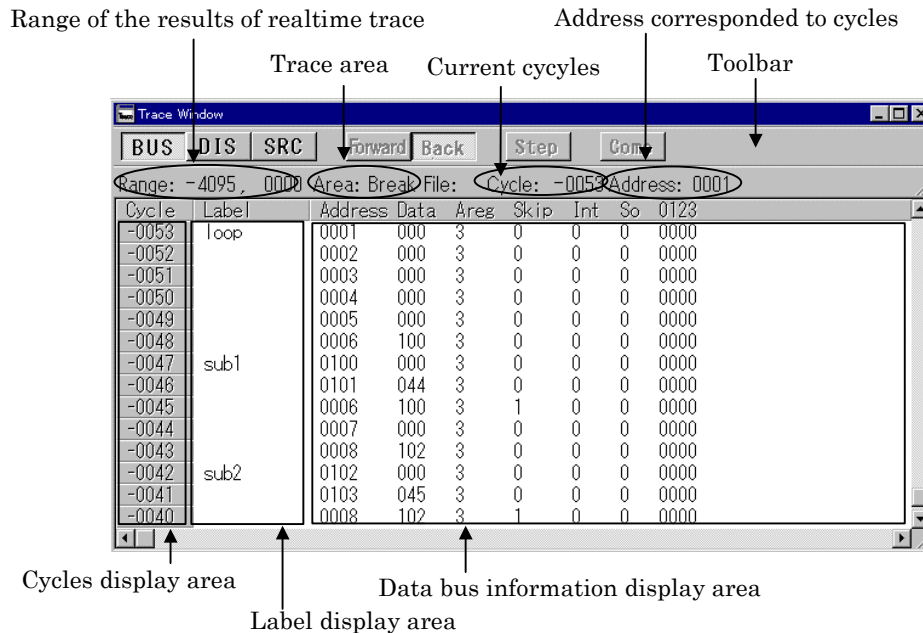 Range of the results of realtime trace
Address corresponded to cycles
Trace area
Current cycyles
Toolbar
Trace Window
BUS DIS SRC Forward Back Step Come
Range: -4095, 0000 Area: Break File: Cycle: -0053 Address: 0001
Cycle Label Address Data Areg Skip Int So 0123
-0053 loop 0001 000 3 0 0 0 0000
-0052 0002 000 3 0 0 0 0000
-0051 0003 000 3 0 0 0 0000
-0050 0004 000 3 0 0 0 0000
-0049 0005 000 3 0 0 0 0000
-0048 0006 100 3 0 0 0 0000
-0047 sub1 0100 000 3 0 0 0 0000
-0046 0101 044 3 0 0 0 0000
-0045 0006 100 3 1 0 0 0000
-0044 0007 000 3 0 0 0 0000
-0043 0008 102 3 0 0 0 0000
-0042 sub2 0102 000 3 0 0 0 0000
-0041 0103 045 3 0 0 0 0000
-0040 0008 102 3 1 0 0 0000
Cycles display area
Data bus information display area
Label display area